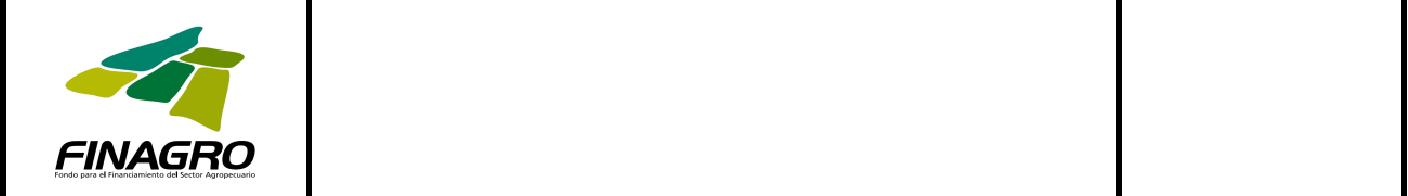 FINAGRO
Fondo para el Financiamiento del Sector Agropecuario